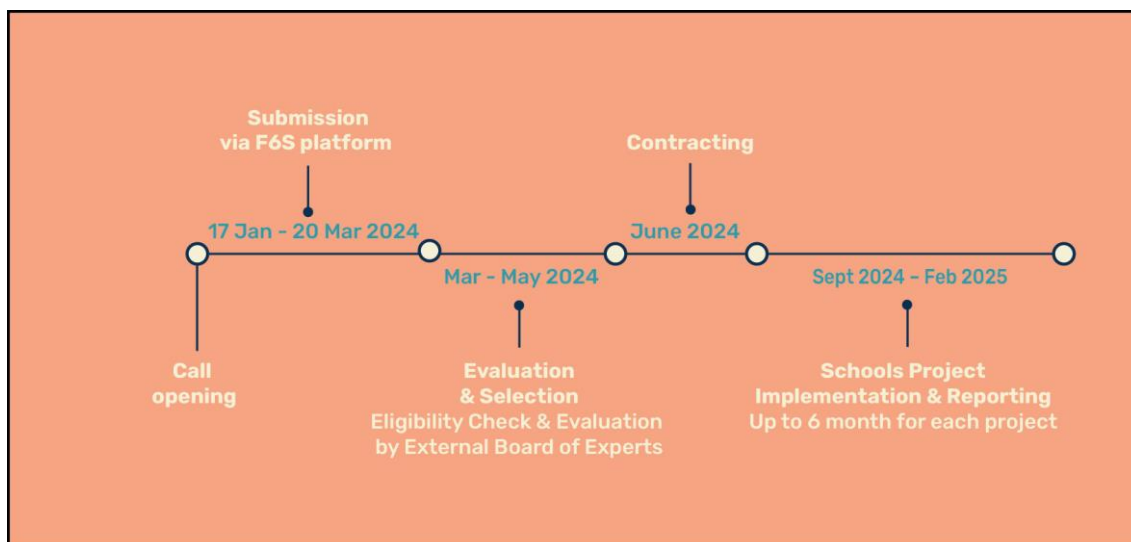 Submission
via F6S platform
Contracting
17 Jan - 20 Mar 2024
June 2024
Mar - May 2024
Sept 2024 – Feb 2025
Call
opening
Evaluation
& Selection
Eligibility Check & Evaluation
by External Board of Experts
Schools Project
Implementation & Reporting
Up to 6 month for each project